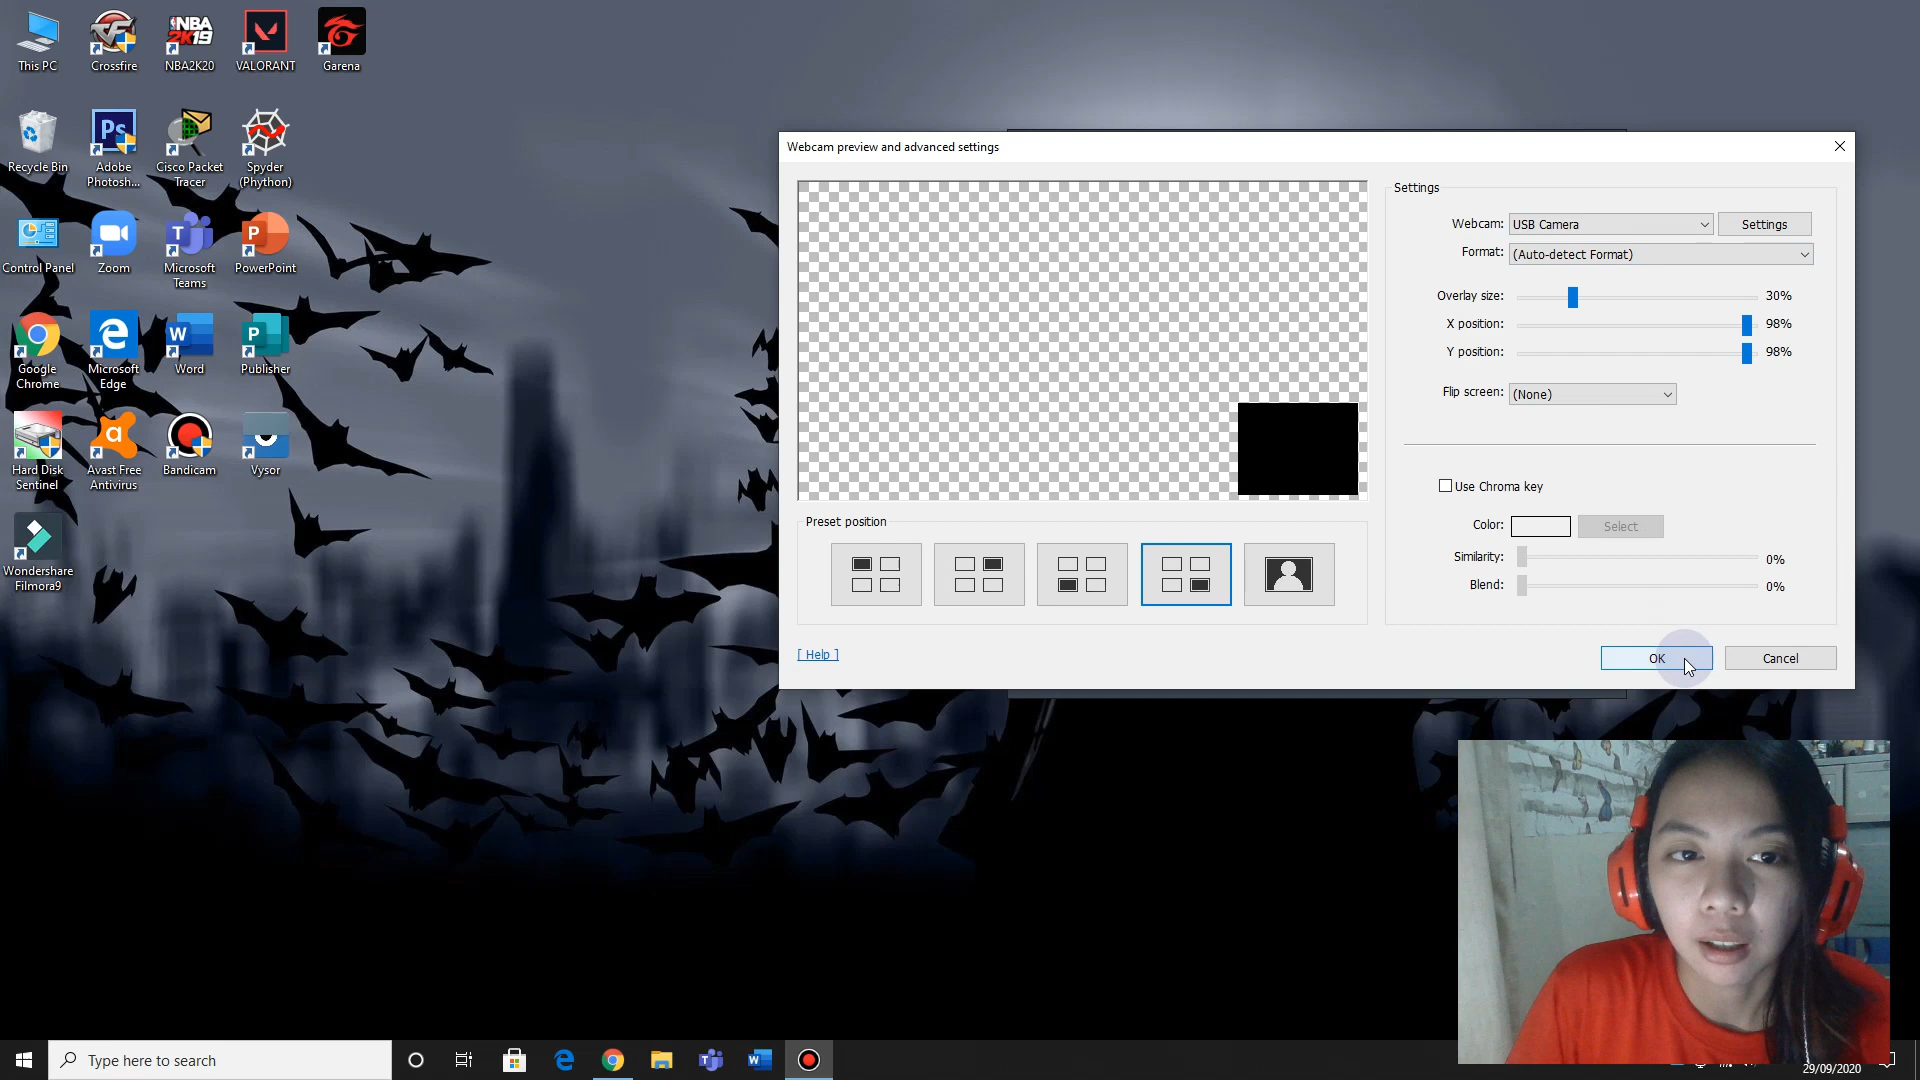 This PC
Crossfire
NBA2K20
VALORANT
Garena
Recycle Bin
Adobe
Photosh...
Cisco Packet
Tracer
Spyder
(Phython)
Control Panel
Zoom
Microsoft
Teams
PowerPoint
Google
Chrome
Microsoft
Edge
Word
Publisher
Hard Disk
Sentinel
Avast Free
Antivirus
Bandicam
Vysor
Wondershare
Filmora9
Webcam preview and advanced settings
Settings
Webcam: USB Camera Settings
Format: (Auto-detect Format)
Overlay size: 30%
X position: 98%
Y position: 98%
Flip screen: (None)
Use Chroma key
Color: Select
Similarity: 0%
Blend: 0%
Preset position
[ Help ]
OK Cancel
Type here to search
29/09/2020